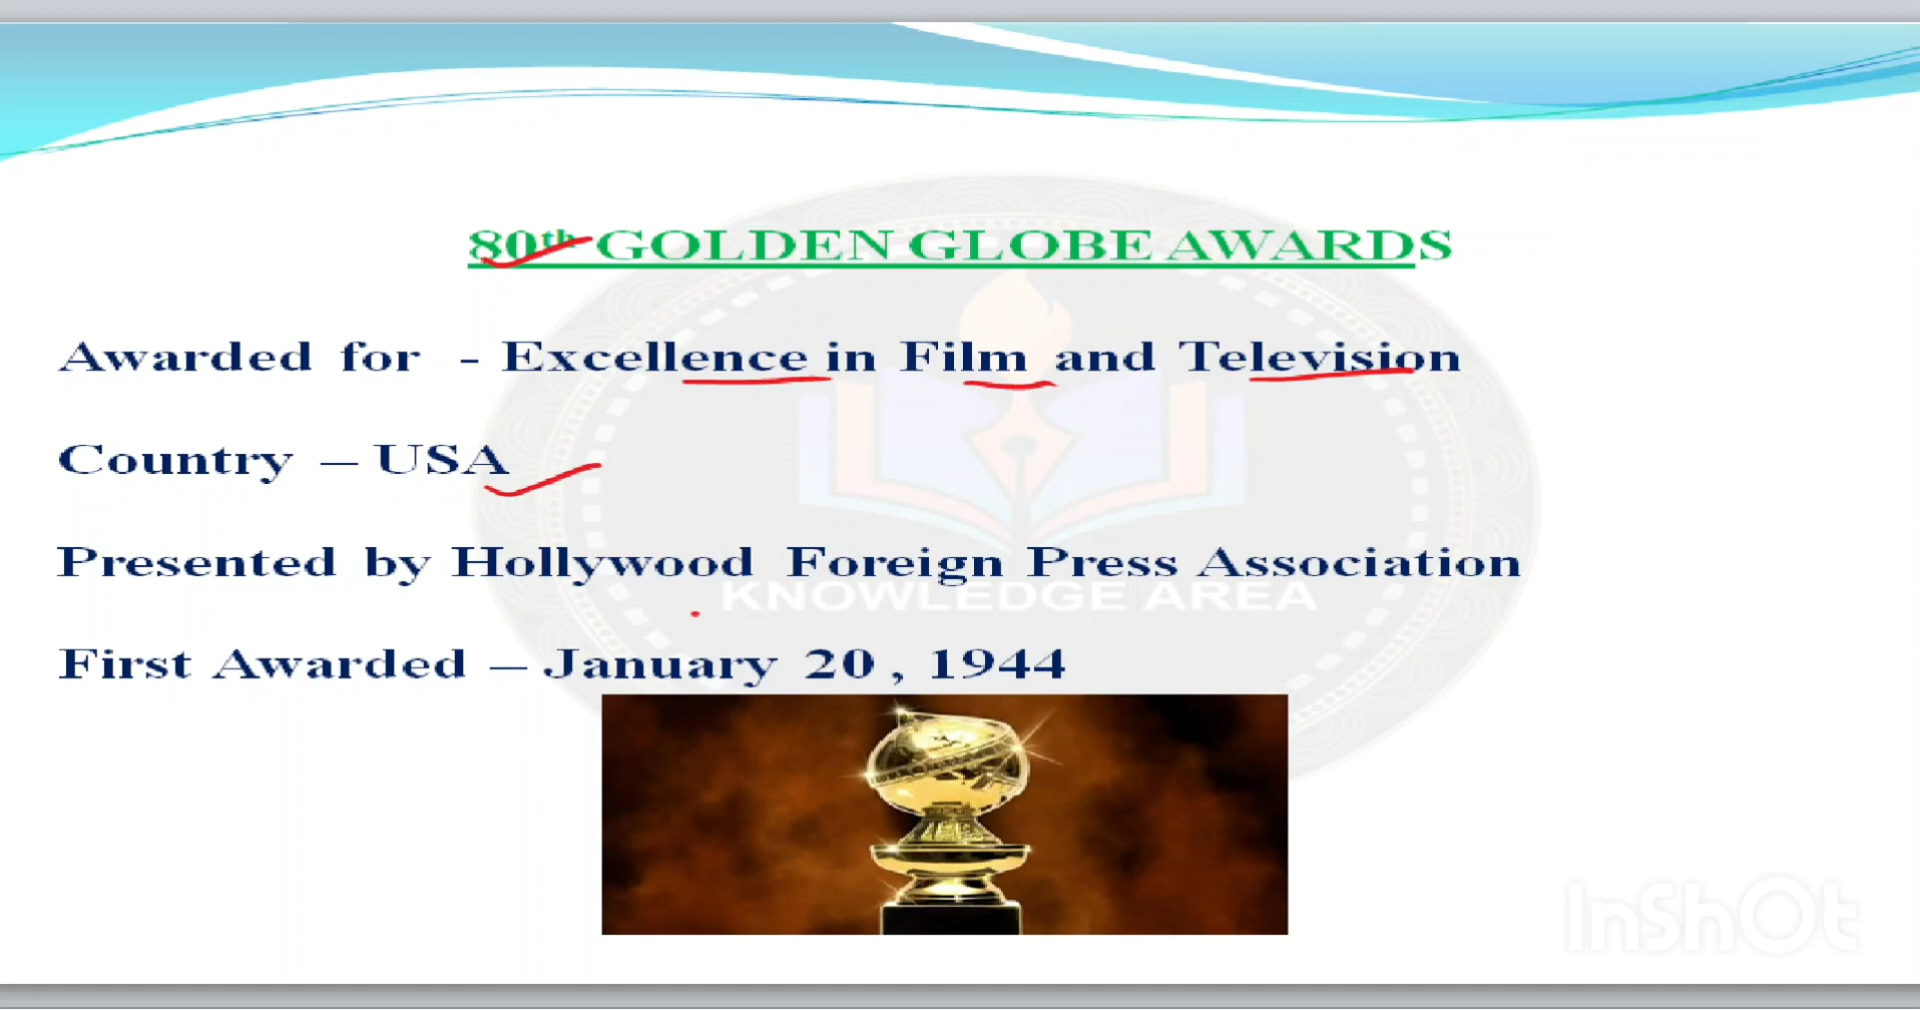 80th GOLDEN GLOBE AWARDS
Awarded for - Excellence in Film and Television
Country – USA
Presented by Hollywood Foreign Press Association
KNOWLEDGE AREA
First Awarded – January 20 , 1944
InShOt